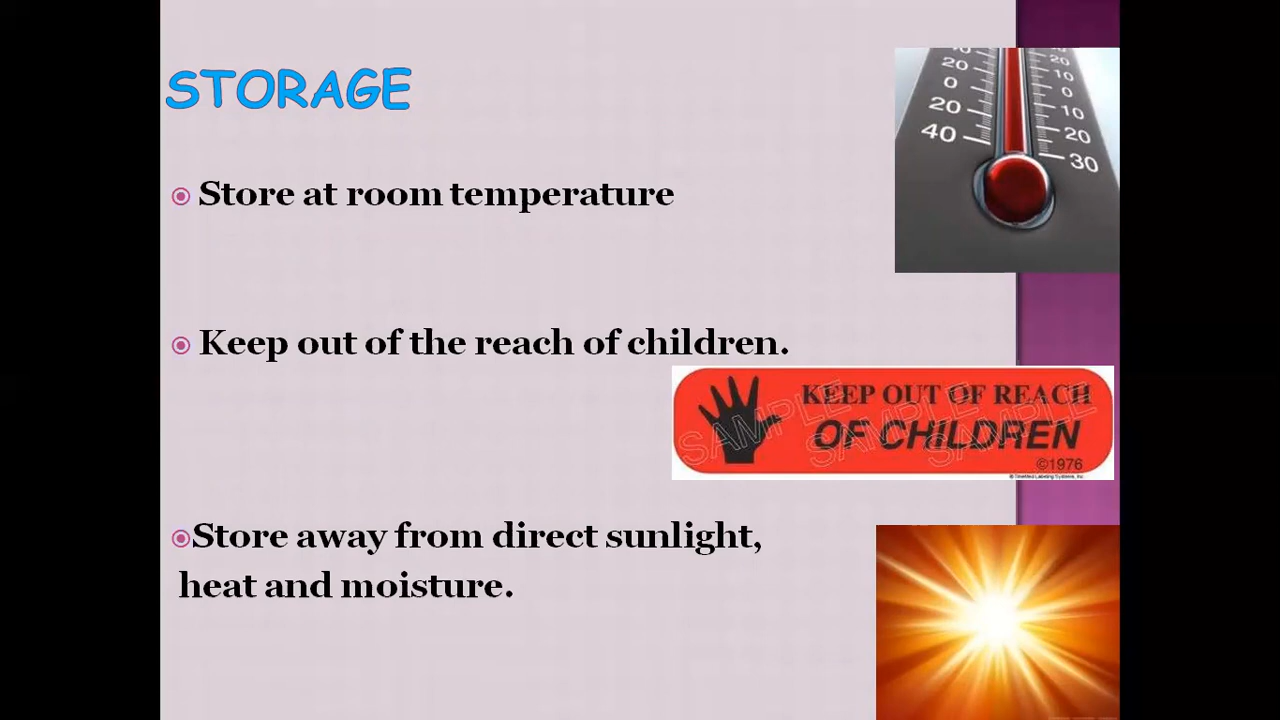 STORAGE
Store at room temperature
Keep out of the reach of children.
KEEP OUT OF REACH
OF CHILDREN
©1976
SAMPLE SAMPLE SAMPLE
Store away from direct sunlight,
heat and moisture.
20
0
20
40
20
10
0
10
20
30